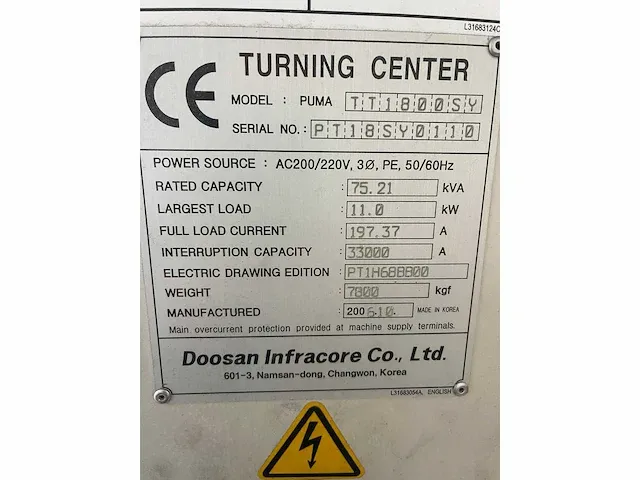 L31683124C
CE TURNING CENTER
MODEL : PUMA TT1800SY
SERIAL NO. : PT18SY0110
POWER SOURCE : AC200/220V, 3Ø, PE, 50/60Hz
RATED CAPACITY : 75.21 kVA
LARGEST LOAD : 11.0 kW
FULL LOAD CURRENT : 197.37 A
INTERRUPTION CAPACITY : 33000 A
ELECTRIC DRAWING EDITION : PT1H688B00
WEIGHT : 7800 kgf
MANUFACTURED : 2006.10. MADE IN KOREA
Main overcurrent protection provided at machine supply terminals.
Doosan Infracore Co., Ltd.
601-3, Namsan-dong, Changwon, Korea
L31683054A, ENGLISH